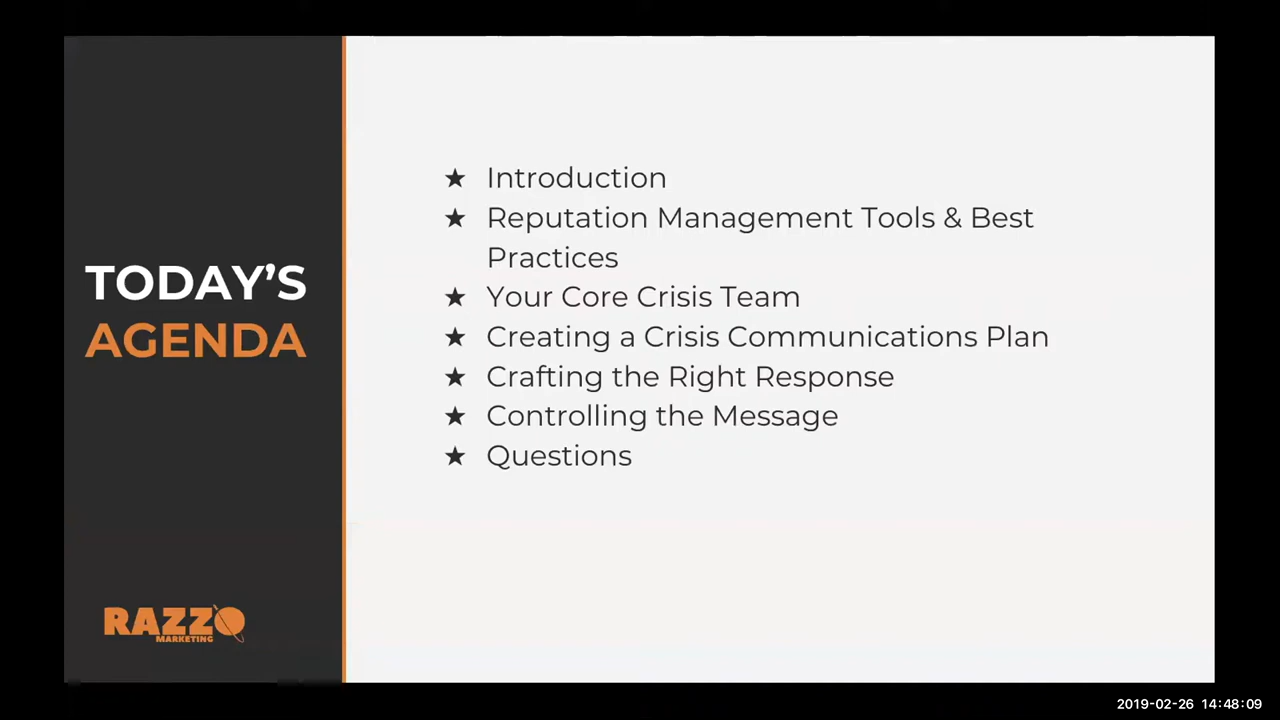 TODAY'S
AGENDA
★ Introduction
★ Reputation Management Tools & Best
Practices
★ Your Core Crisis Team
★ Creating a Crisis Communications Plan
★ Crafting the Right Response
★ Controlling the Message
★ Questions
RAZZO
MARKETING
2019-02-26 14:48:09